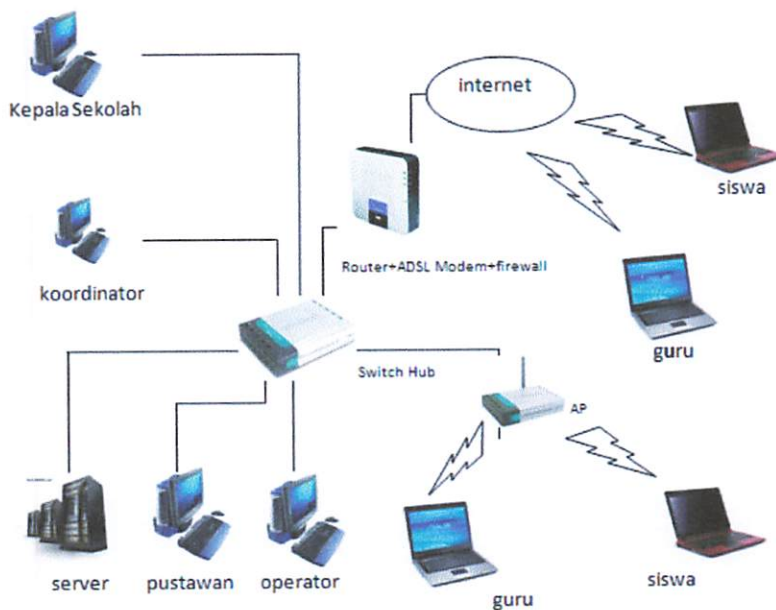 Kepala Sekolah
internet
siswa
koordinator
Router+ADSL Modem+firewall
guru
Switch Hub
AP
server
pustawan
operator
guru
siswa